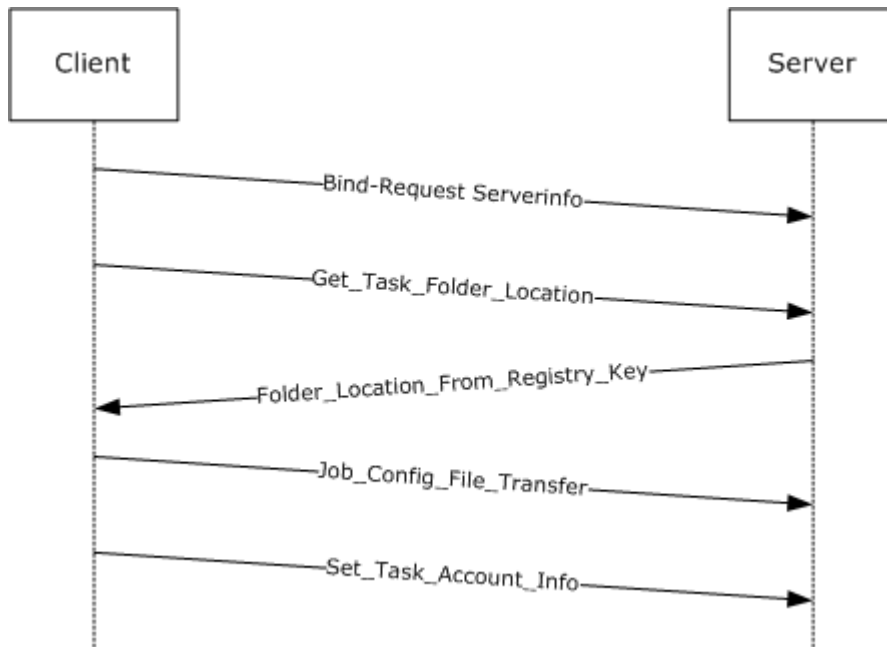 Client
Server
Bind-Request Serverinfo
Get_Task_Folder_Location
Folder_Location_From_Registry_Key
Job_Config_File_Transfer
Set_Task_Account_Info